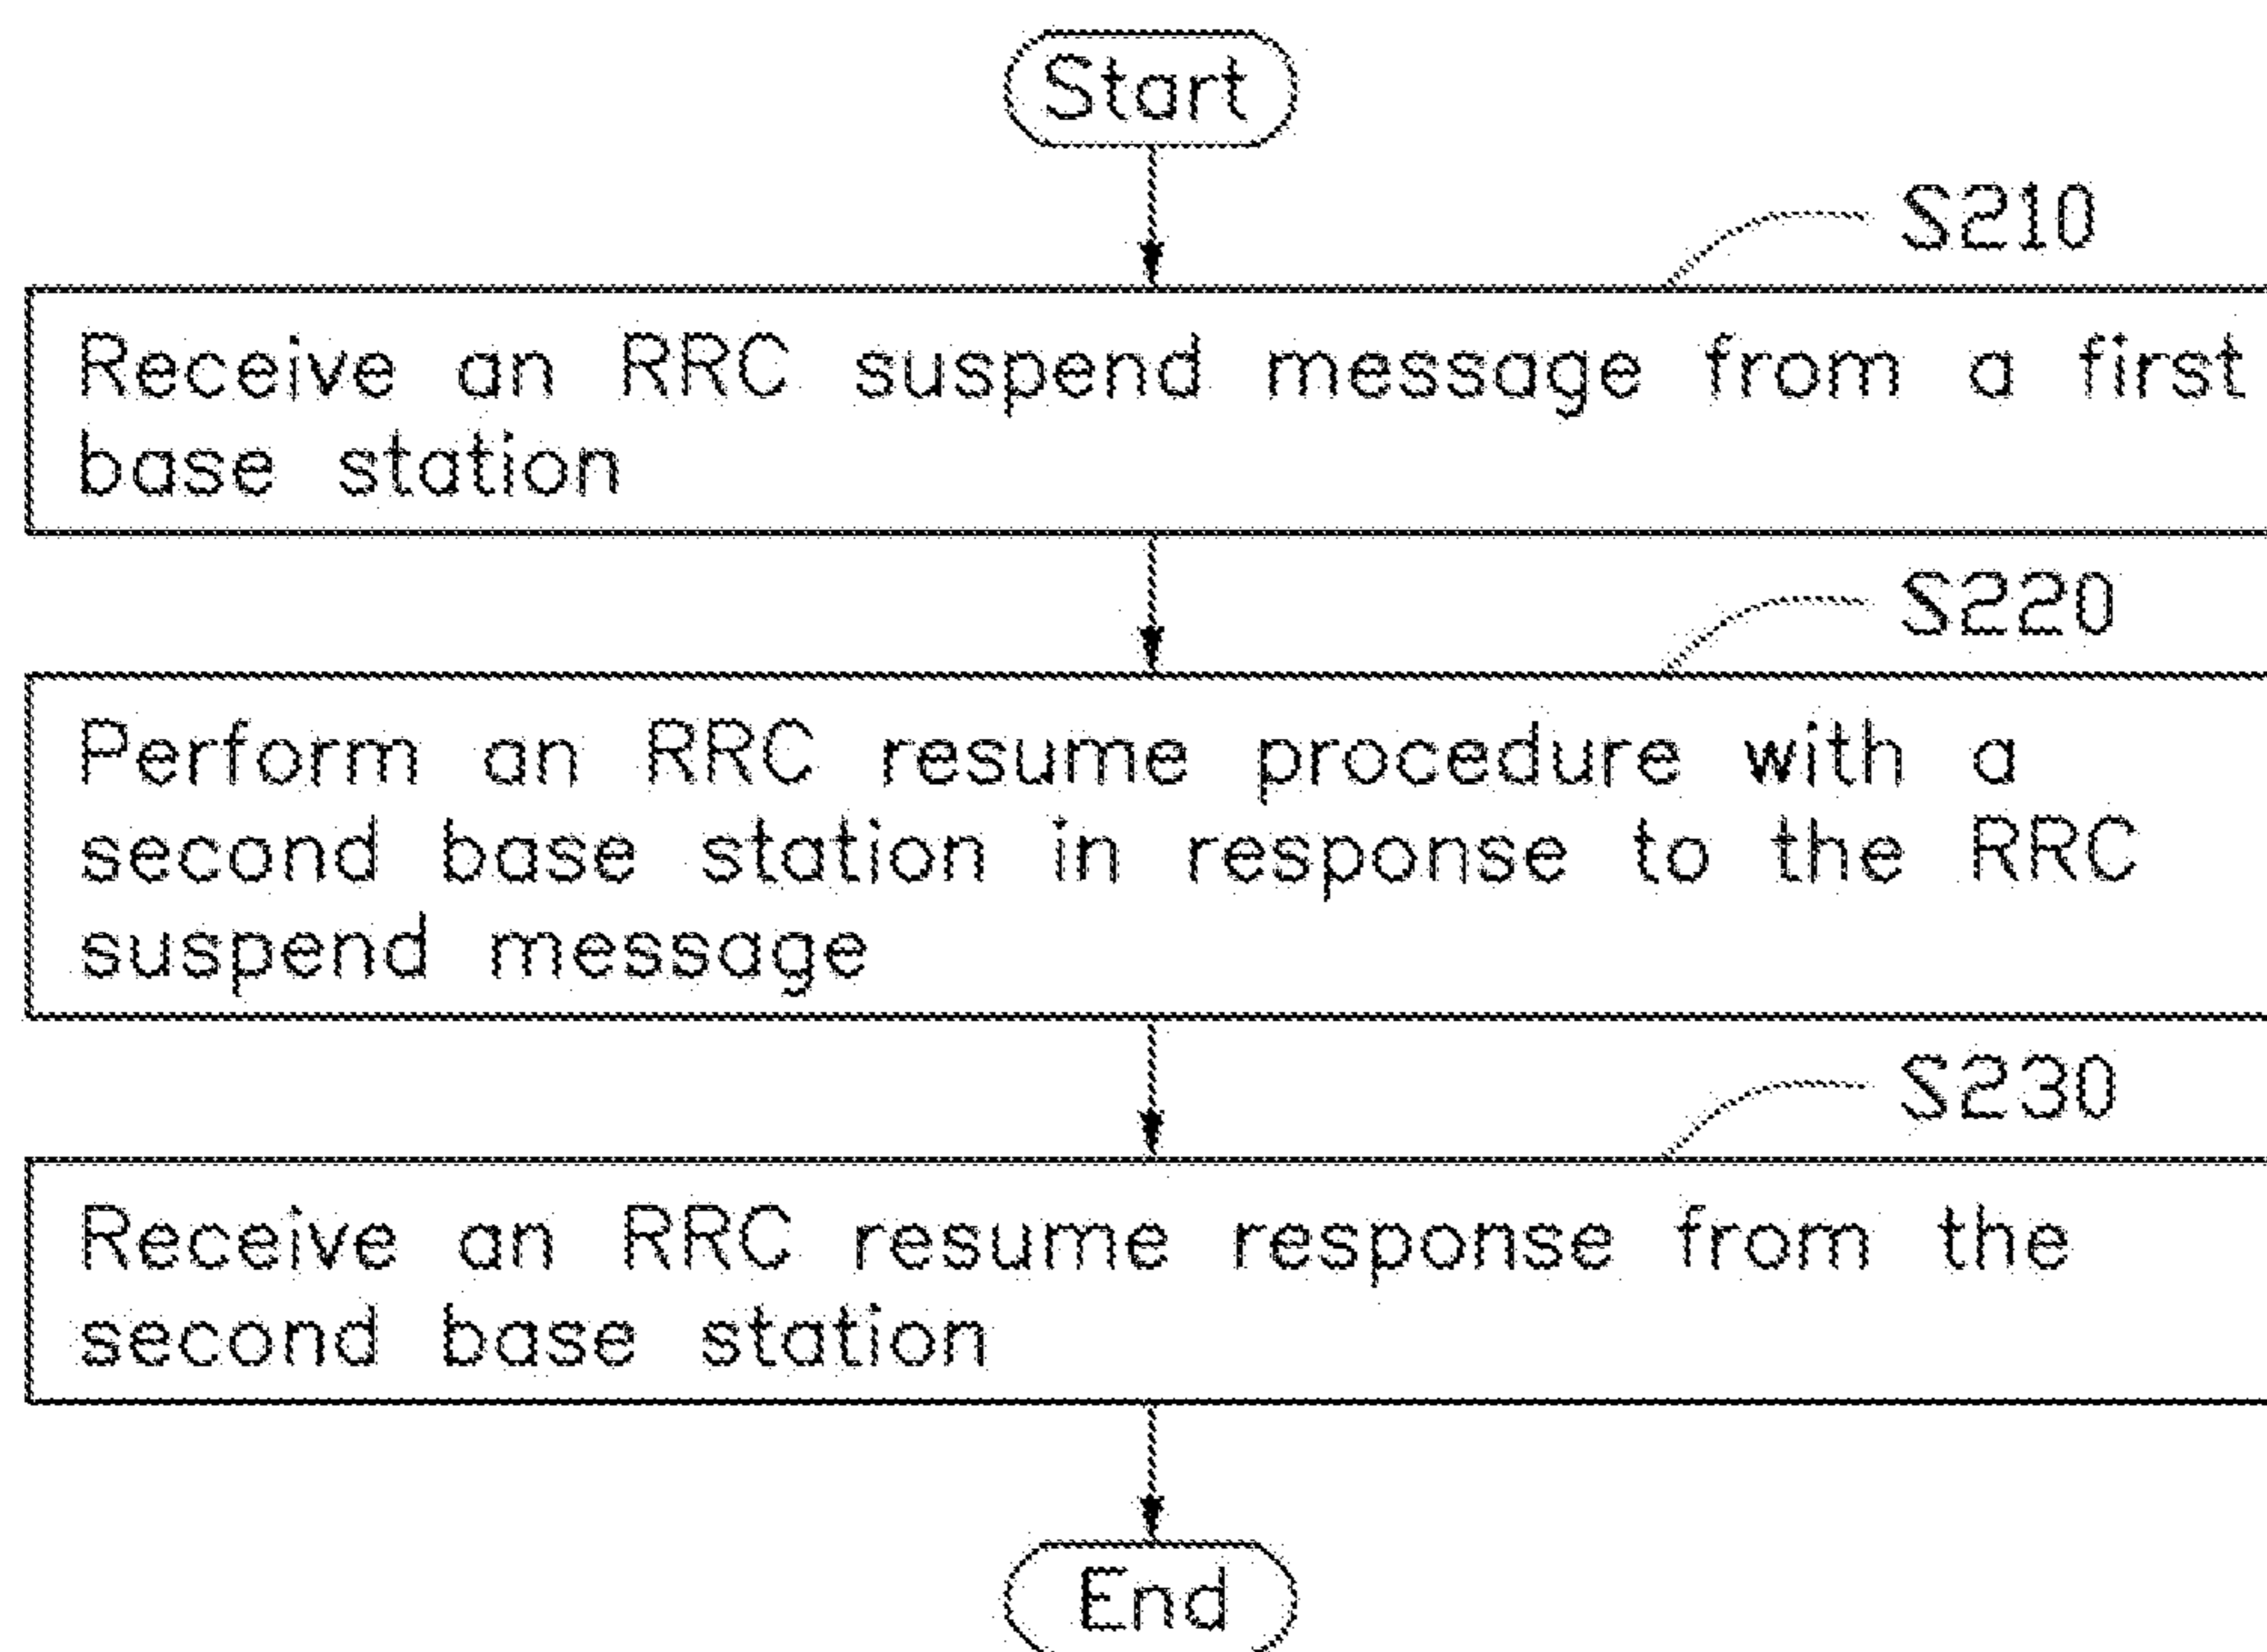 Start
S210
Receive an RRC suspend message from a first
base station
S220
Perform an RRC resume procedure with a
second base station in response to the RRC
suspend message
S230
Receive an RRC resume response from the
second base station
End